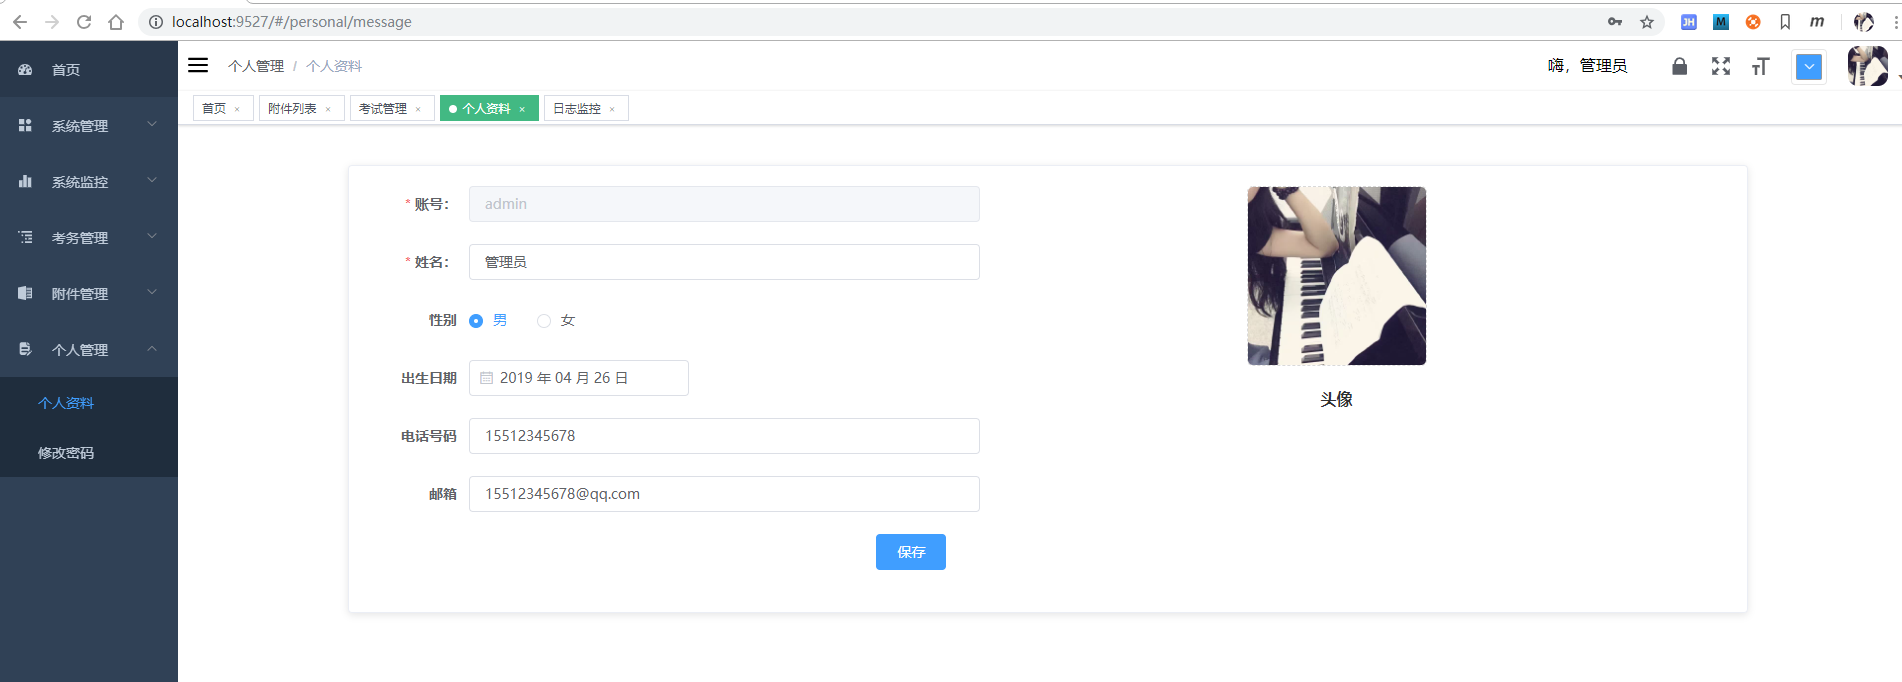 localhost:9527/#/personal/message
JH M m
首页
系统管理
系统监控
考务管理
附件管理
个人管理
个人资料
修改密码
个人管理 / 个人资料
嗨，管理员
首页 × 附件列表 × 考试管理 × 个人资料 × 日志监控 ×
* 账号： admin
* 姓名： 管理员
性别 男 女
出生日期 2019 年 04 月 26 日
电话号码 15512345678
邮箱 15512345678@qq.com
保存
头像